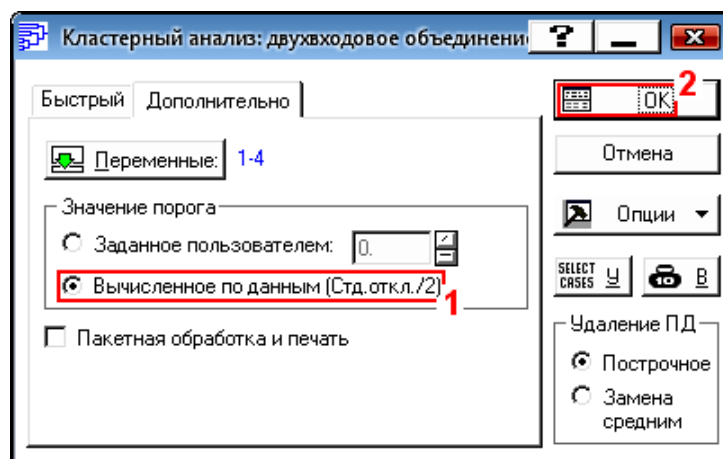 Кластерный анализ: двухвходовое объединени
?
Быстрый
Дополнительно
Переменные: 1-4
Значение порога
Заданное пользователем: 0.
Вычисленное по данным (Стд.откл./2)
1
Пакетная обработка и печать
2
OK
Отмена
Опции
SELECT CASES У
10 В
Удаление ПД
Построчное
Замена
средним